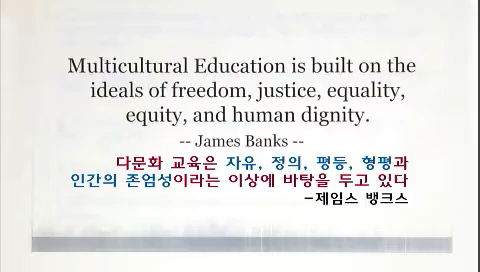 Multicultural Education is built on the
ideals of freedom, justice, equality,
equity, and human dignity.
-- James Banks --
다문화 교육은 자유, 정의, 평등, 형평과
인간의 존엄성이라는 이상에 바탕을 두고 있다
-제임스 뱅크스